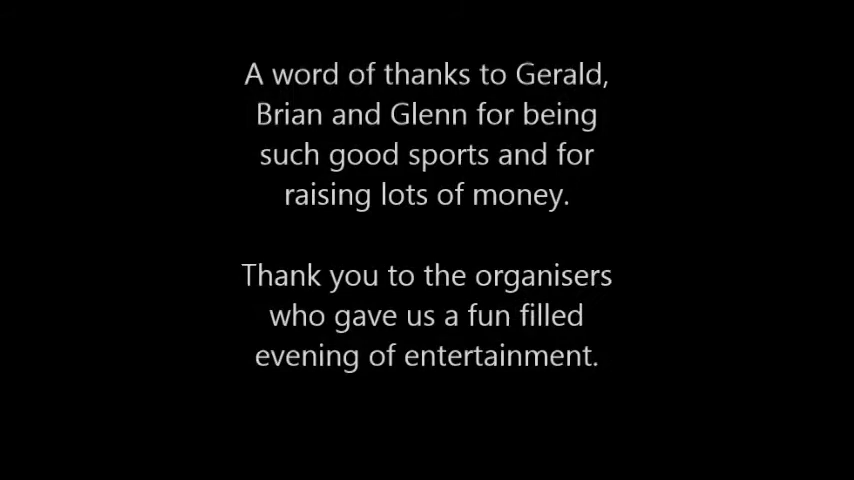 A word of thanks to Gerald,
Brian and Glenn for being
such good sports and for
raising lots of money.
Thank you to the organisers
who gave us a fun filled
evening of entertainment.